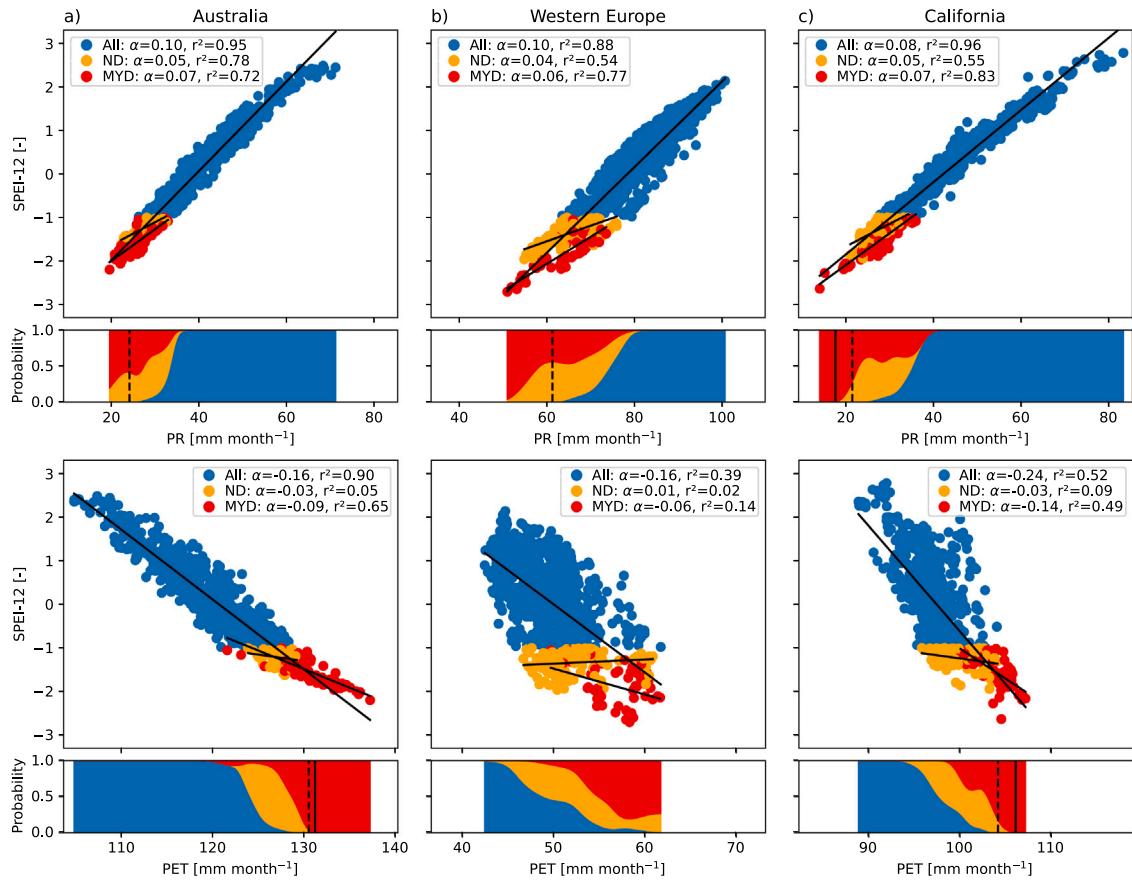 a) Australia
b) Western Europe
c) California
All: α=0.10, r²=0.95
ND: α=0.05, r²=0.78
MYD: α=0.07, r²=0.72
All: α=0.10, r²=0.88
ND: α=0.04, r²=0.54
MYD: α=0.06, r²=0.77
All: α=0.08, r²=0.96
ND: α=0.05, r²=0.55
MYD: α=0.07, r²=0.83
SPEI-12 [-]
3
2
1
0
−1
−2
−3
Probability
1.0
0.5
0.0
20 40 60 80
40 60 80 100
20 40 60 80
PR [mm month⁻¹]
PR [mm month⁻¹]
PR [mm month⁻¹]
All: α=-0.16, r²=0.90
ND: α=-0.03, r²=0.05
MYD: α=-0.09, r²=0.65
All: α=-0.16, r²=0.39
ND: α=0.01, r²=0.02
MYD: α=-0.06, r²=0.14
All: α=-0.24, r²=0.52
ND: α=-0.03, r²=0.09
MYD: α=-0.14, r²=0.49
SPEI-12 [-]
3
2
1
0
−1
−2
−3
Probability
1.0
0.5
0.0
110 120 130 140
40 50 60 70
90 100 110
PET [mm month⁻¹]
PET [mm month⁻¹]
PET [mm month⁻¹]